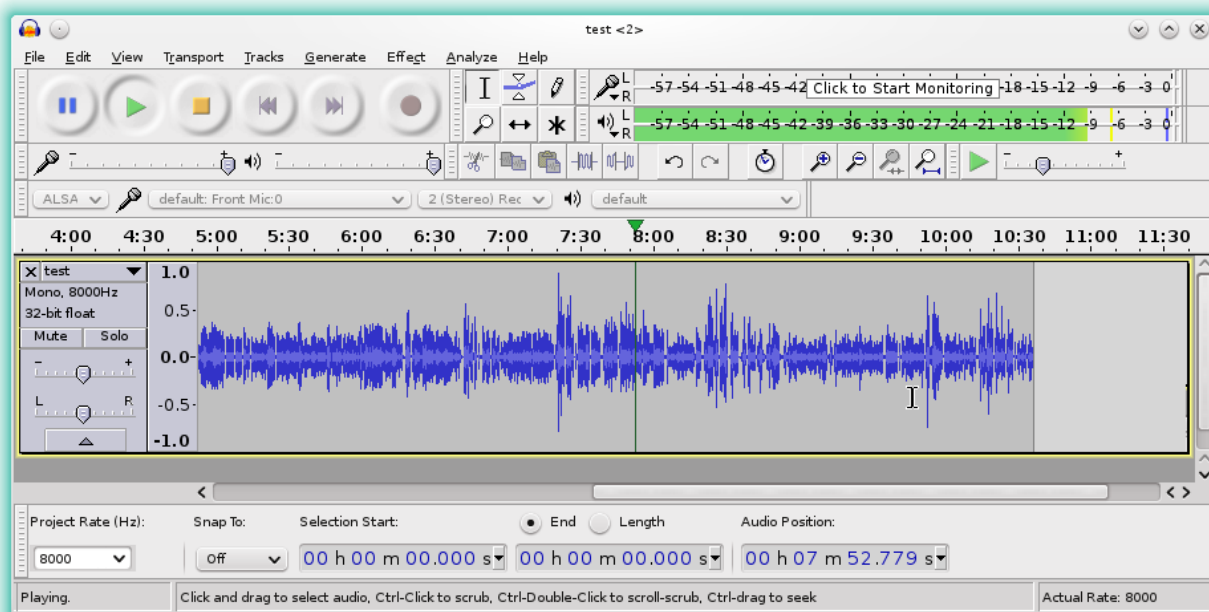 test <2>
File Edit View Transport Tracks Generate Effect Analyze Help
L
R
-57 -54 -51 -48 -45 -42 Click to Start Monitoring -18 -15 -12 -9 -6 -3 0
L
R
-57 -54 -51 -48 -45 -42 -39 -36 -33 -30 -27 -24 -21 -18 -15 -12 -9 -6 -3 0
- + - + - +
ALSA default: Front Mic:0 2 (Stereo) Rec default
4:00 4:30 5:00 5:30 6:00 6:30 7:00 7:30 8:00 8:30 9:00 9:30 10:00 10:30 11:00 11:30
X test 1.0
Mono, 8000Hz
32-bit float 0.5
Mute Solo
- + 0.0
L R -0.5
-1.0
Project Rate (Hz): Snap To: Selection Start: End Length Audio Position:
8000 Off 00 h 00 m 00.000 s 00 h 00 m 00.000 s 00 h 07 m 52.779 s
Playing. Click and drag to select audio, Ctrl-Click to scrub, Ctrl-Double-Click to scroll-scrub, Ctrl-drag to seek Actual Rate: 8000